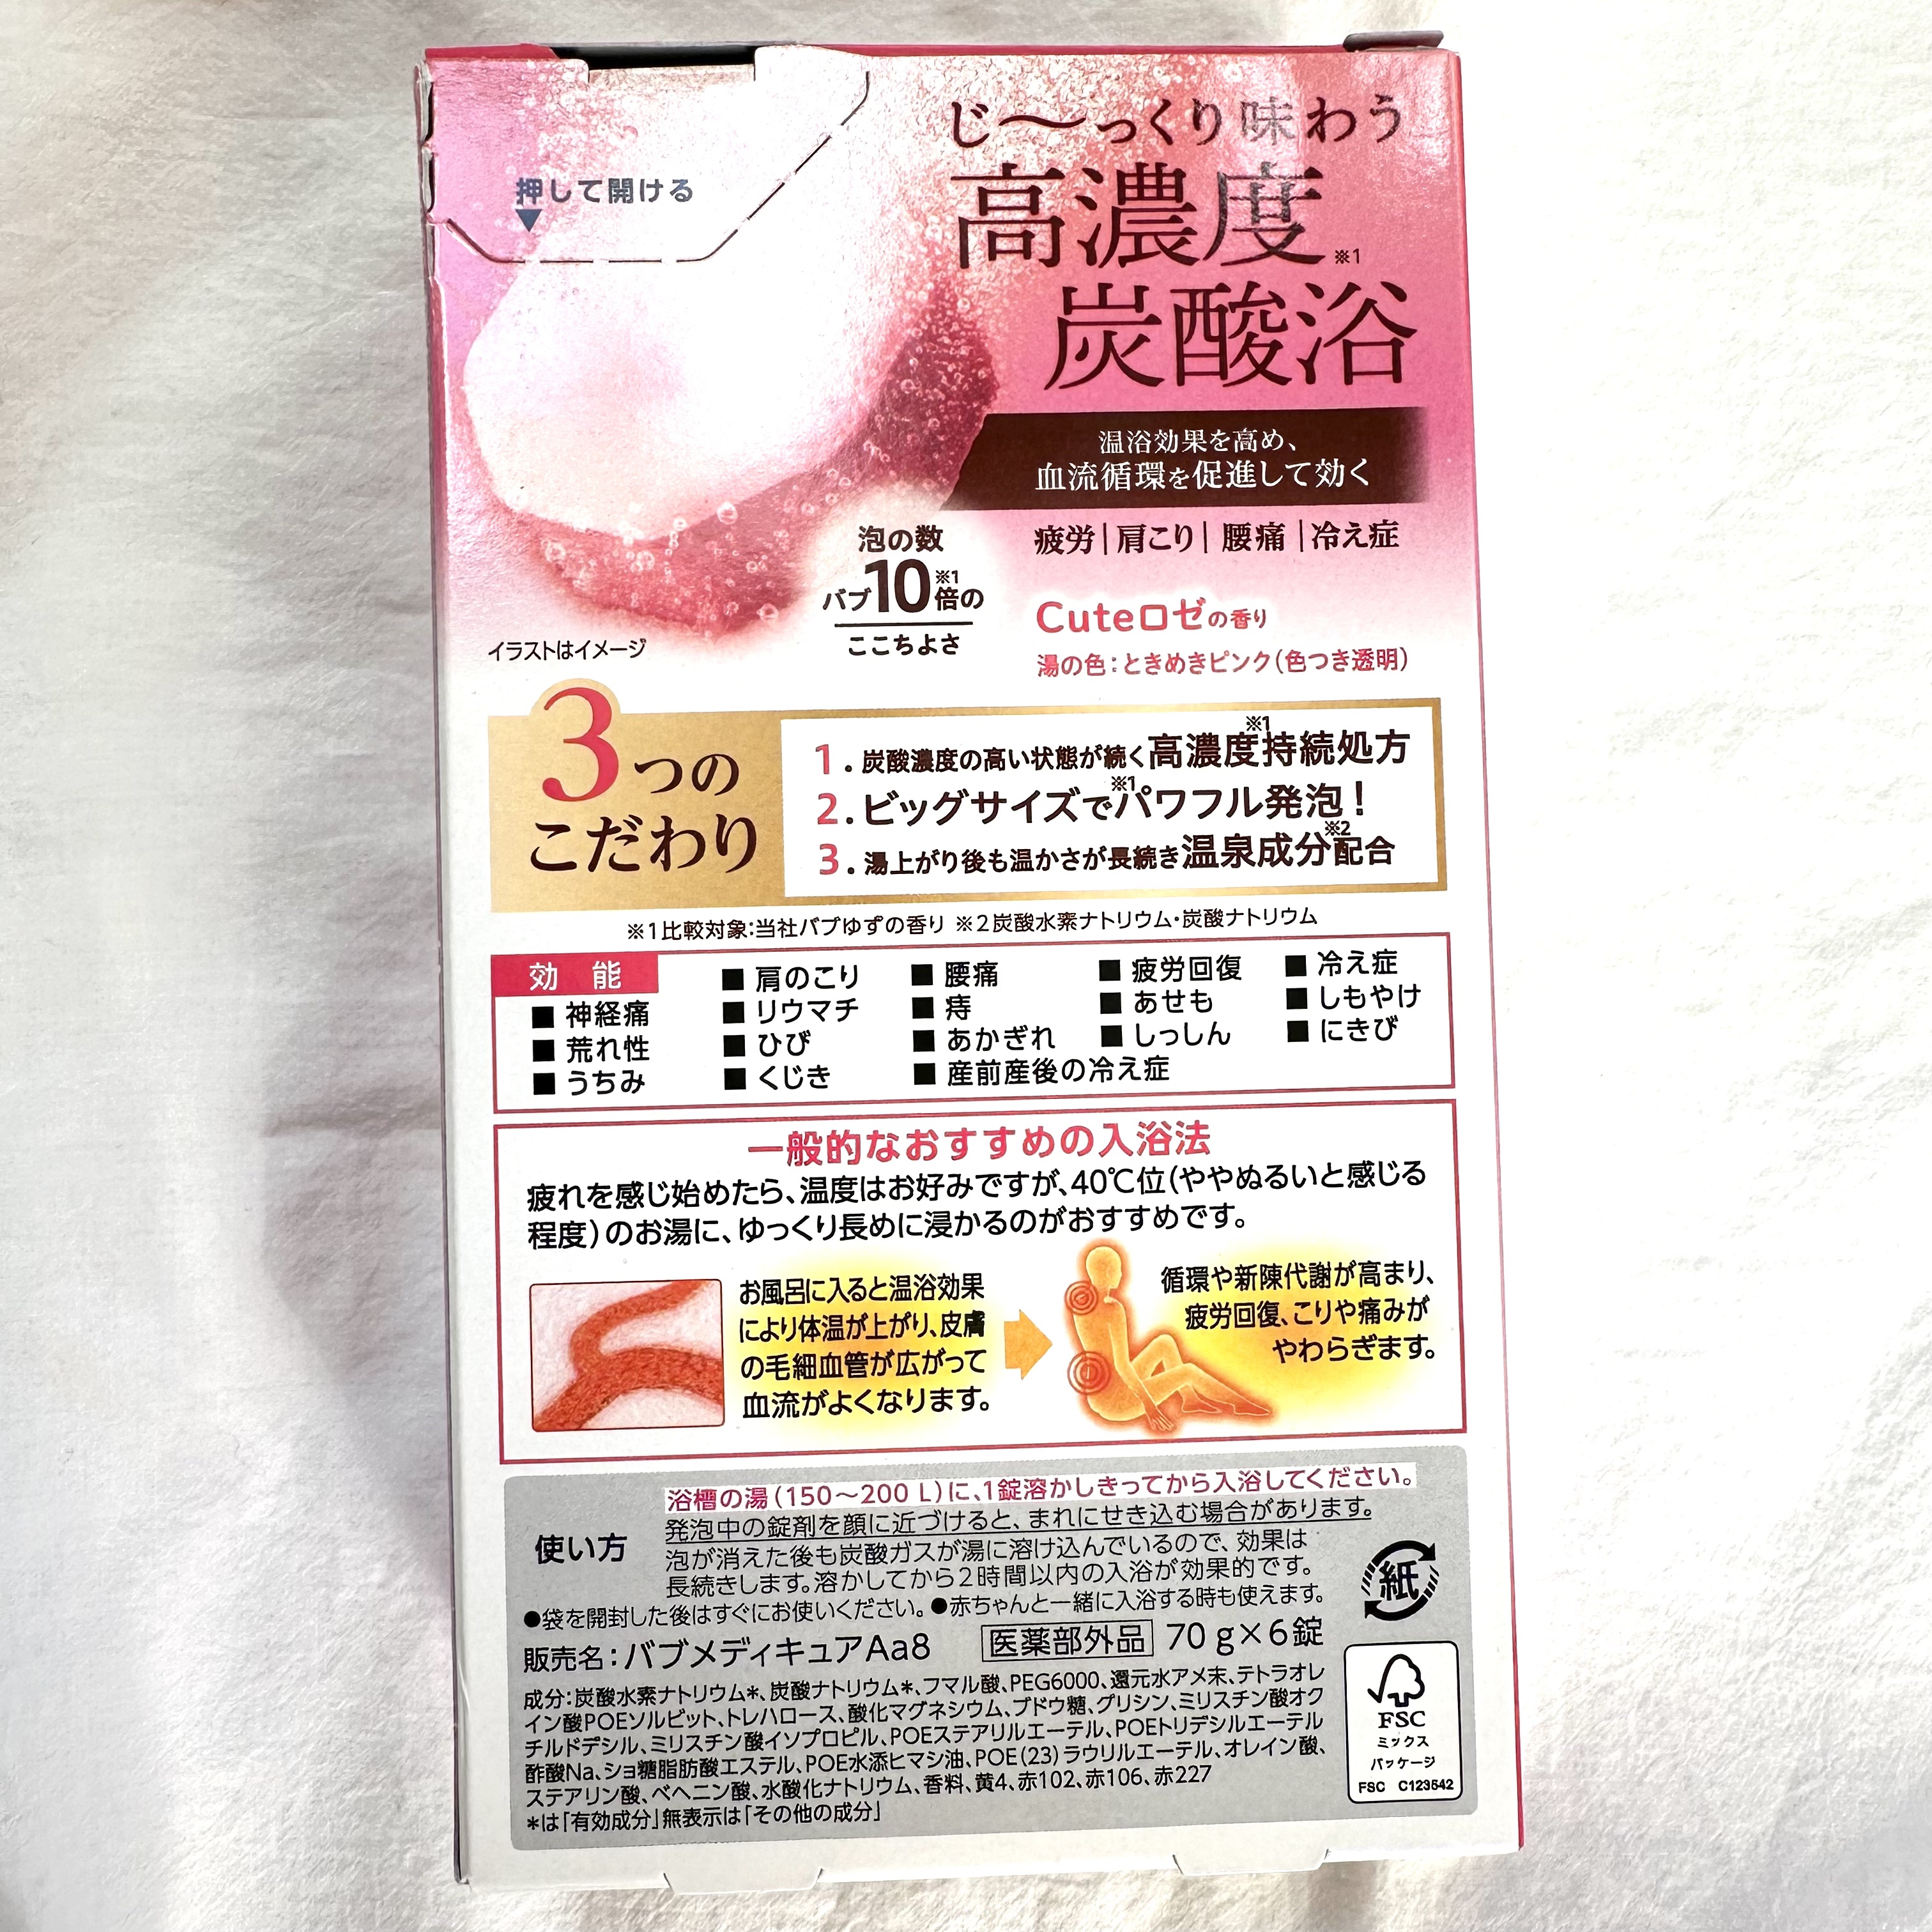 押して開ける
じ〜っくり味わう
高濃度※1
炭酸浴
温浴効果を高め、
血流循環を促進して効く
疲労|肩こり|腰痛|冷え症
泡の数
バブ10※1倍の
ここちよさ
Cuteロゼの香り
湯の色:ときめきピンク(色つき透明)
イラストはイメージ
3つの
こだわり
1.炭酸濃度の高い状態が続く高濃度※1持続処方
2.ビッグサイズで※1パワフル発泡!
3.湯上がり後も温かさが長続き温泉成分※2配合
※1比較対象:当社バブゆずの香り ※2炭酸水素ナトリウム・炭酸ナトリウム
効 能
■肩のこり ■腰痛 ■疲労回復 ■冷え症
■神経痛 ■リウマチ ■痔 ■あせも ■しもやけ
■荒れ性 ■ひび ■あかぎれ ■しっしん ■にきび
■うちみ ■くじき ■産前産後の冷え症
一般的なおすすめの入浴法
疲れを感じ始めたら、温度はお好みですが、40℃位(ややぬるいと感じる
程度)のお湯に、ゆっくり長めに浸かるのがおすすめです。
お風呂に入ると温浴効果
により体温が上がり、皮膚
の毛細血管が広がって
血流がよくなります。
循環や新陳代謝が高まり、
疲労回復、こりや痛みが
やわらぎます。
使い方
浴槽の湯(150〜200 L)に、1錠溶かしきってから入浴してください。
発泡中の錠剤を顔に近づけると、まれにせき込む場合があります。
泡が消えた後も炭酸ガスが湯に溶け込んでいるので、効果は
長続きします。溶かしてから2時間以内の入浴が効果的です。
●袋を開封した後はすぐにお使いください。●赤ちゃんと一緒に入浴する時も使えます。
販売名:バブメディキュアAa8 医薬部外品 70 g×6錠
成分:炭酸水素ナトリウム*、炭酸ナトリウム*、フマル酸、PEG6000、還元水アメ末、テトラオレ
イン酸POEソルビット、トレハロース、酸化マグネシウム、ブドウ糖、グリシン、ミリスチン酸オク
チルドデシル、ミリスチン酸イソプロピル、POEステアリルエーテル、POEトリデシルエーテル
酢酸Na、ショ糖脂肪酸エステル、POE水添ヒマシ油、POE(23)ラウリルエーテル、オレイン酸、
ステアリン酸、ベヘニン酸、水酸化ナトリウム、香料、黄4、赤102、赤106、赤227
*は「有効成分」無表示は「その他の成分」
紙
FSC
ミックス
パッケージ
FSC C123542